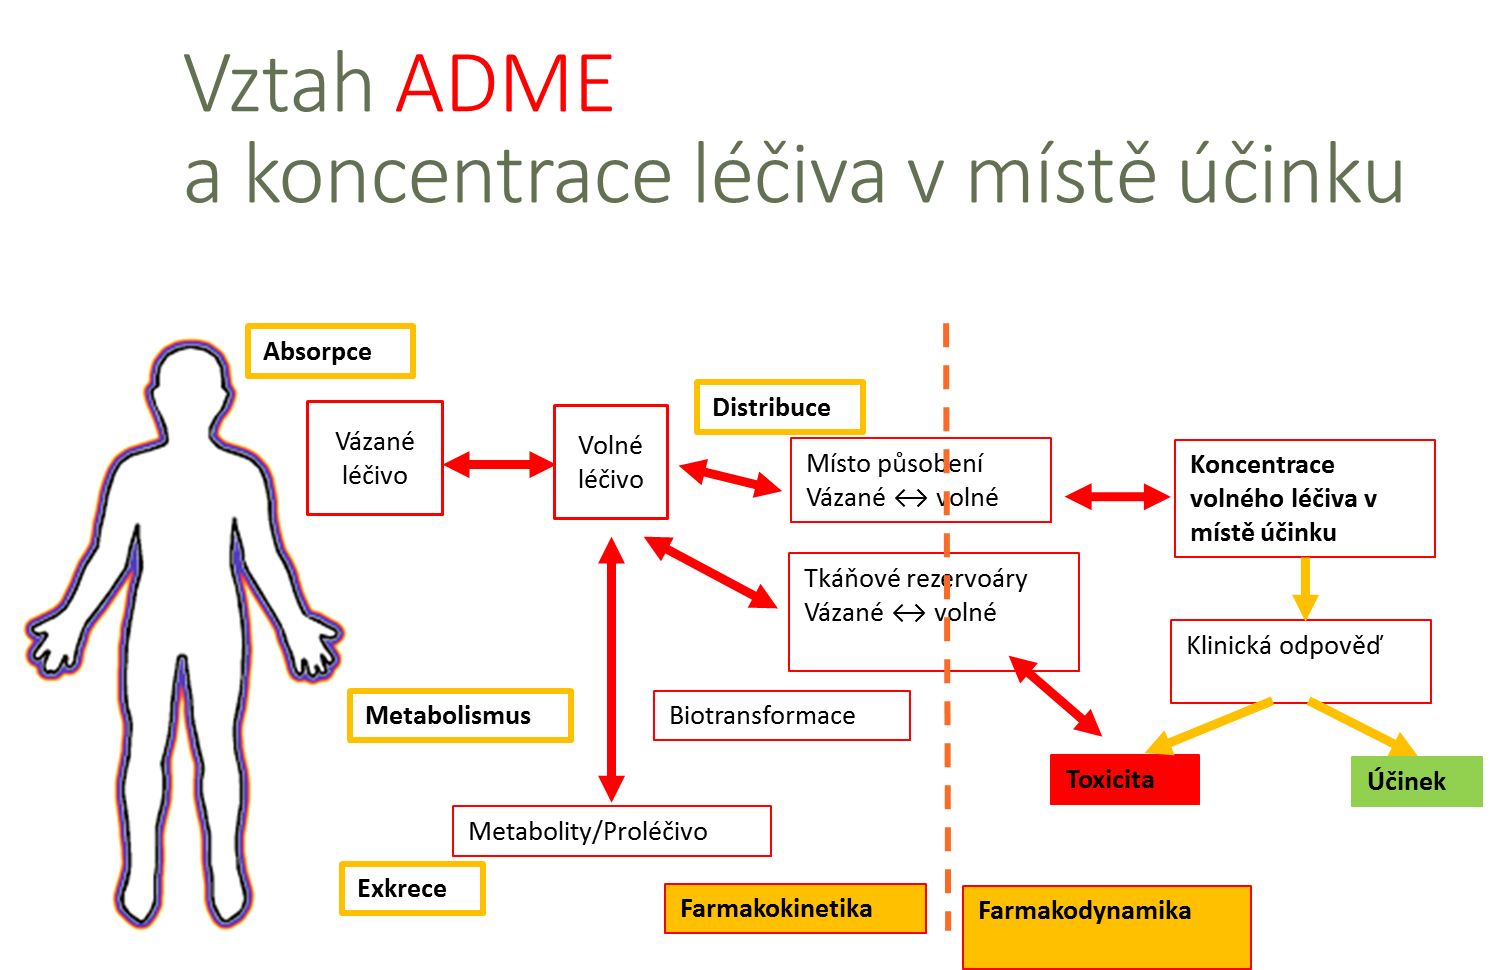 Vztah ADME
a koncentrace léčiva v místě účinku
Absorpce
Vázané
léčivo
Volné
léčivo
Distribuce
Místo působení
Vázané ↔ volné
Koncentrace
volného léčiva v
místě účinku
Tkáňové rezervoáry
Vázané ↔ volné
Klinická odpověď
Metabolismus
Biotransformace
Toxicita
Účinek
Metabolity/Proléčivo
Exkrece
Farmakokinetika
Farmakodynamika